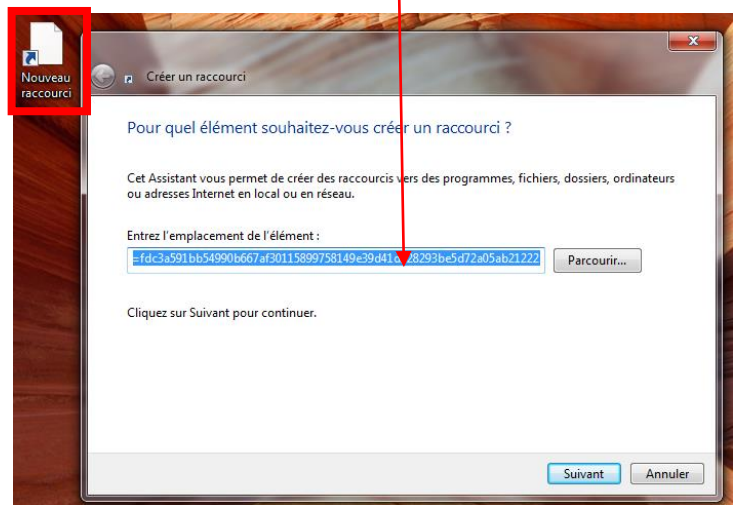 Nouveau
raccourci
Créer un raccourci
Pour quel élément souhaitez-vous créer un raccourci ?
Cet Assistant vous permet de créer des raccourcis vers des programmes, fichiers, dossiers, ordinateurs
ou adresses Internet en local ou en réseau.
Entrez l'emplacement de l'élément :
Parcourir...
Cliquez sur Suivant pour continuer.
Suivant Annuler